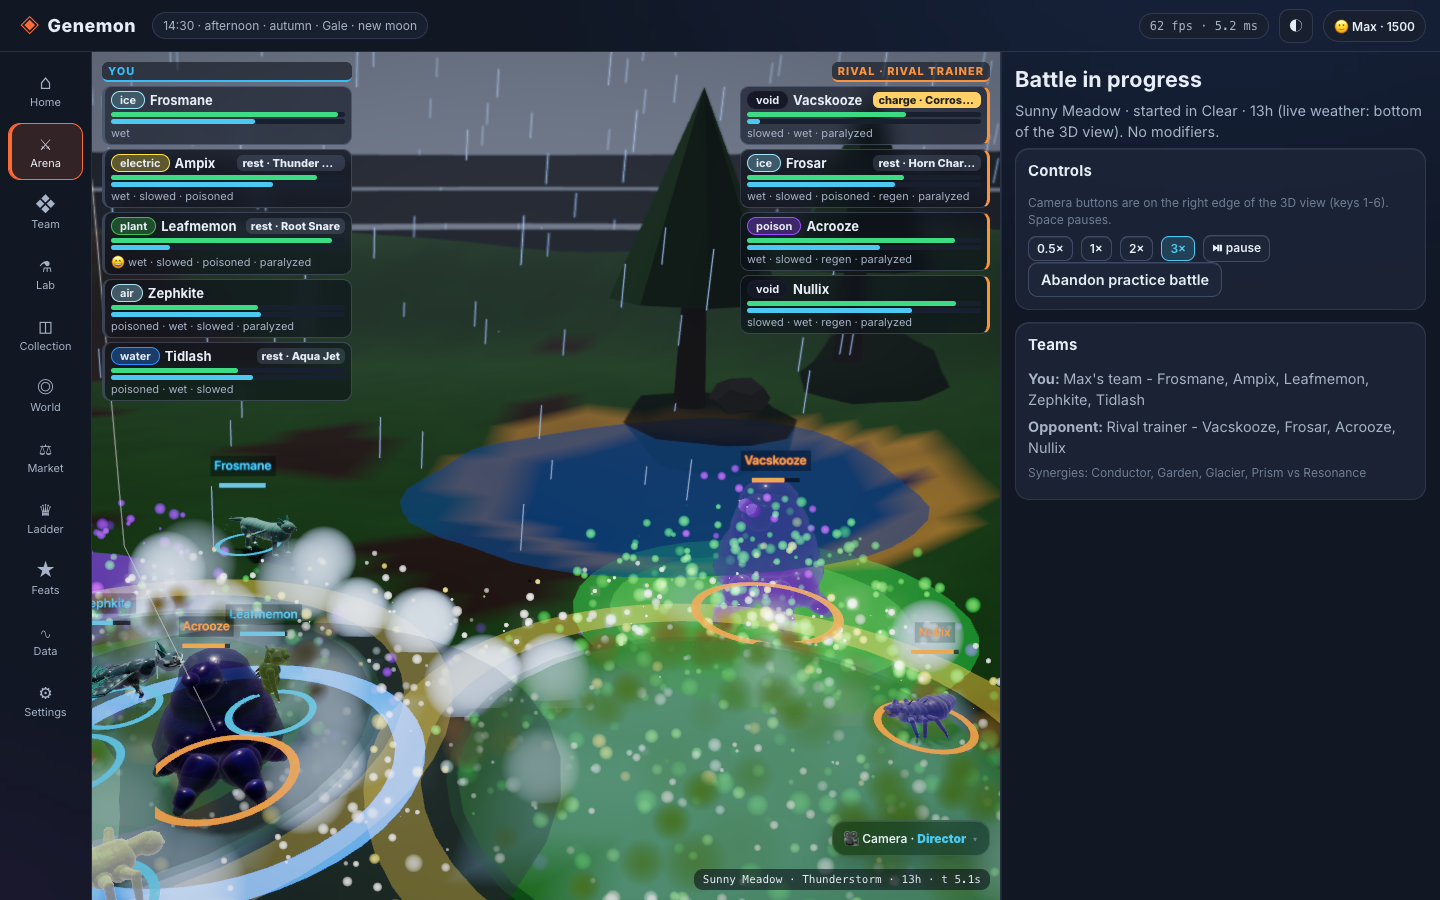 Genemon
14:30 · afternoon · autumn · Gale · new moon
62 fps · 5.2 ms
Max · 1500
Home
Arena
Team
Lab
Collection
World
Market
Ladder
Feats
Data
Settings
YOU
ice Frosmane
wet
electric Ampix rest · Thunder ...
wet · slowed · poisoned
plant Leafmemon rest · Root Snare
wet · slowed · poisoned · paralyzed
air Zephkite
poisoned · wet · slowed · paralyzed
water Tidlash rest · Aqua Jet
poisoned · wet · slowed
RIVAL · RIVAL TRAINER
void Vacskooze charge · Corros...
slowed · wet · paralyzed
ice Frosar rest · Horn Char...
wet · slowed · poisoned · regen · paralyzed
poison Acrooze
wet · slowed · regen · paralyzed
void Nullix
slowed · wet · regen · paralyzed
Frosmane
Vacskooze
ephkite
Leafmemon
Acrooze
Nullix
Camera · Director
Sunny Meadow · Thunderstorm · 13h · t 5.1s
Battle in progress
Sunny Meadow · started in Clear · 13h (live weather: bottom
of the 3D view). No modifiers.
Controls
Camera buttons are on the right edge of the 3D view (keys 1-6).
Space pauses.
0.5× 1× 2× 3× pause
Abandon practice battle
Teams
You: Max's team - Frosmane, Ampix, Leafmemon,
Zephkite, Tidlash
Opponent: Rival trainer - Vacskooze, Frosar, Acrooze,
Nullix
Synergies: Conductor, Garden, Glacier, Prism vs Resonance